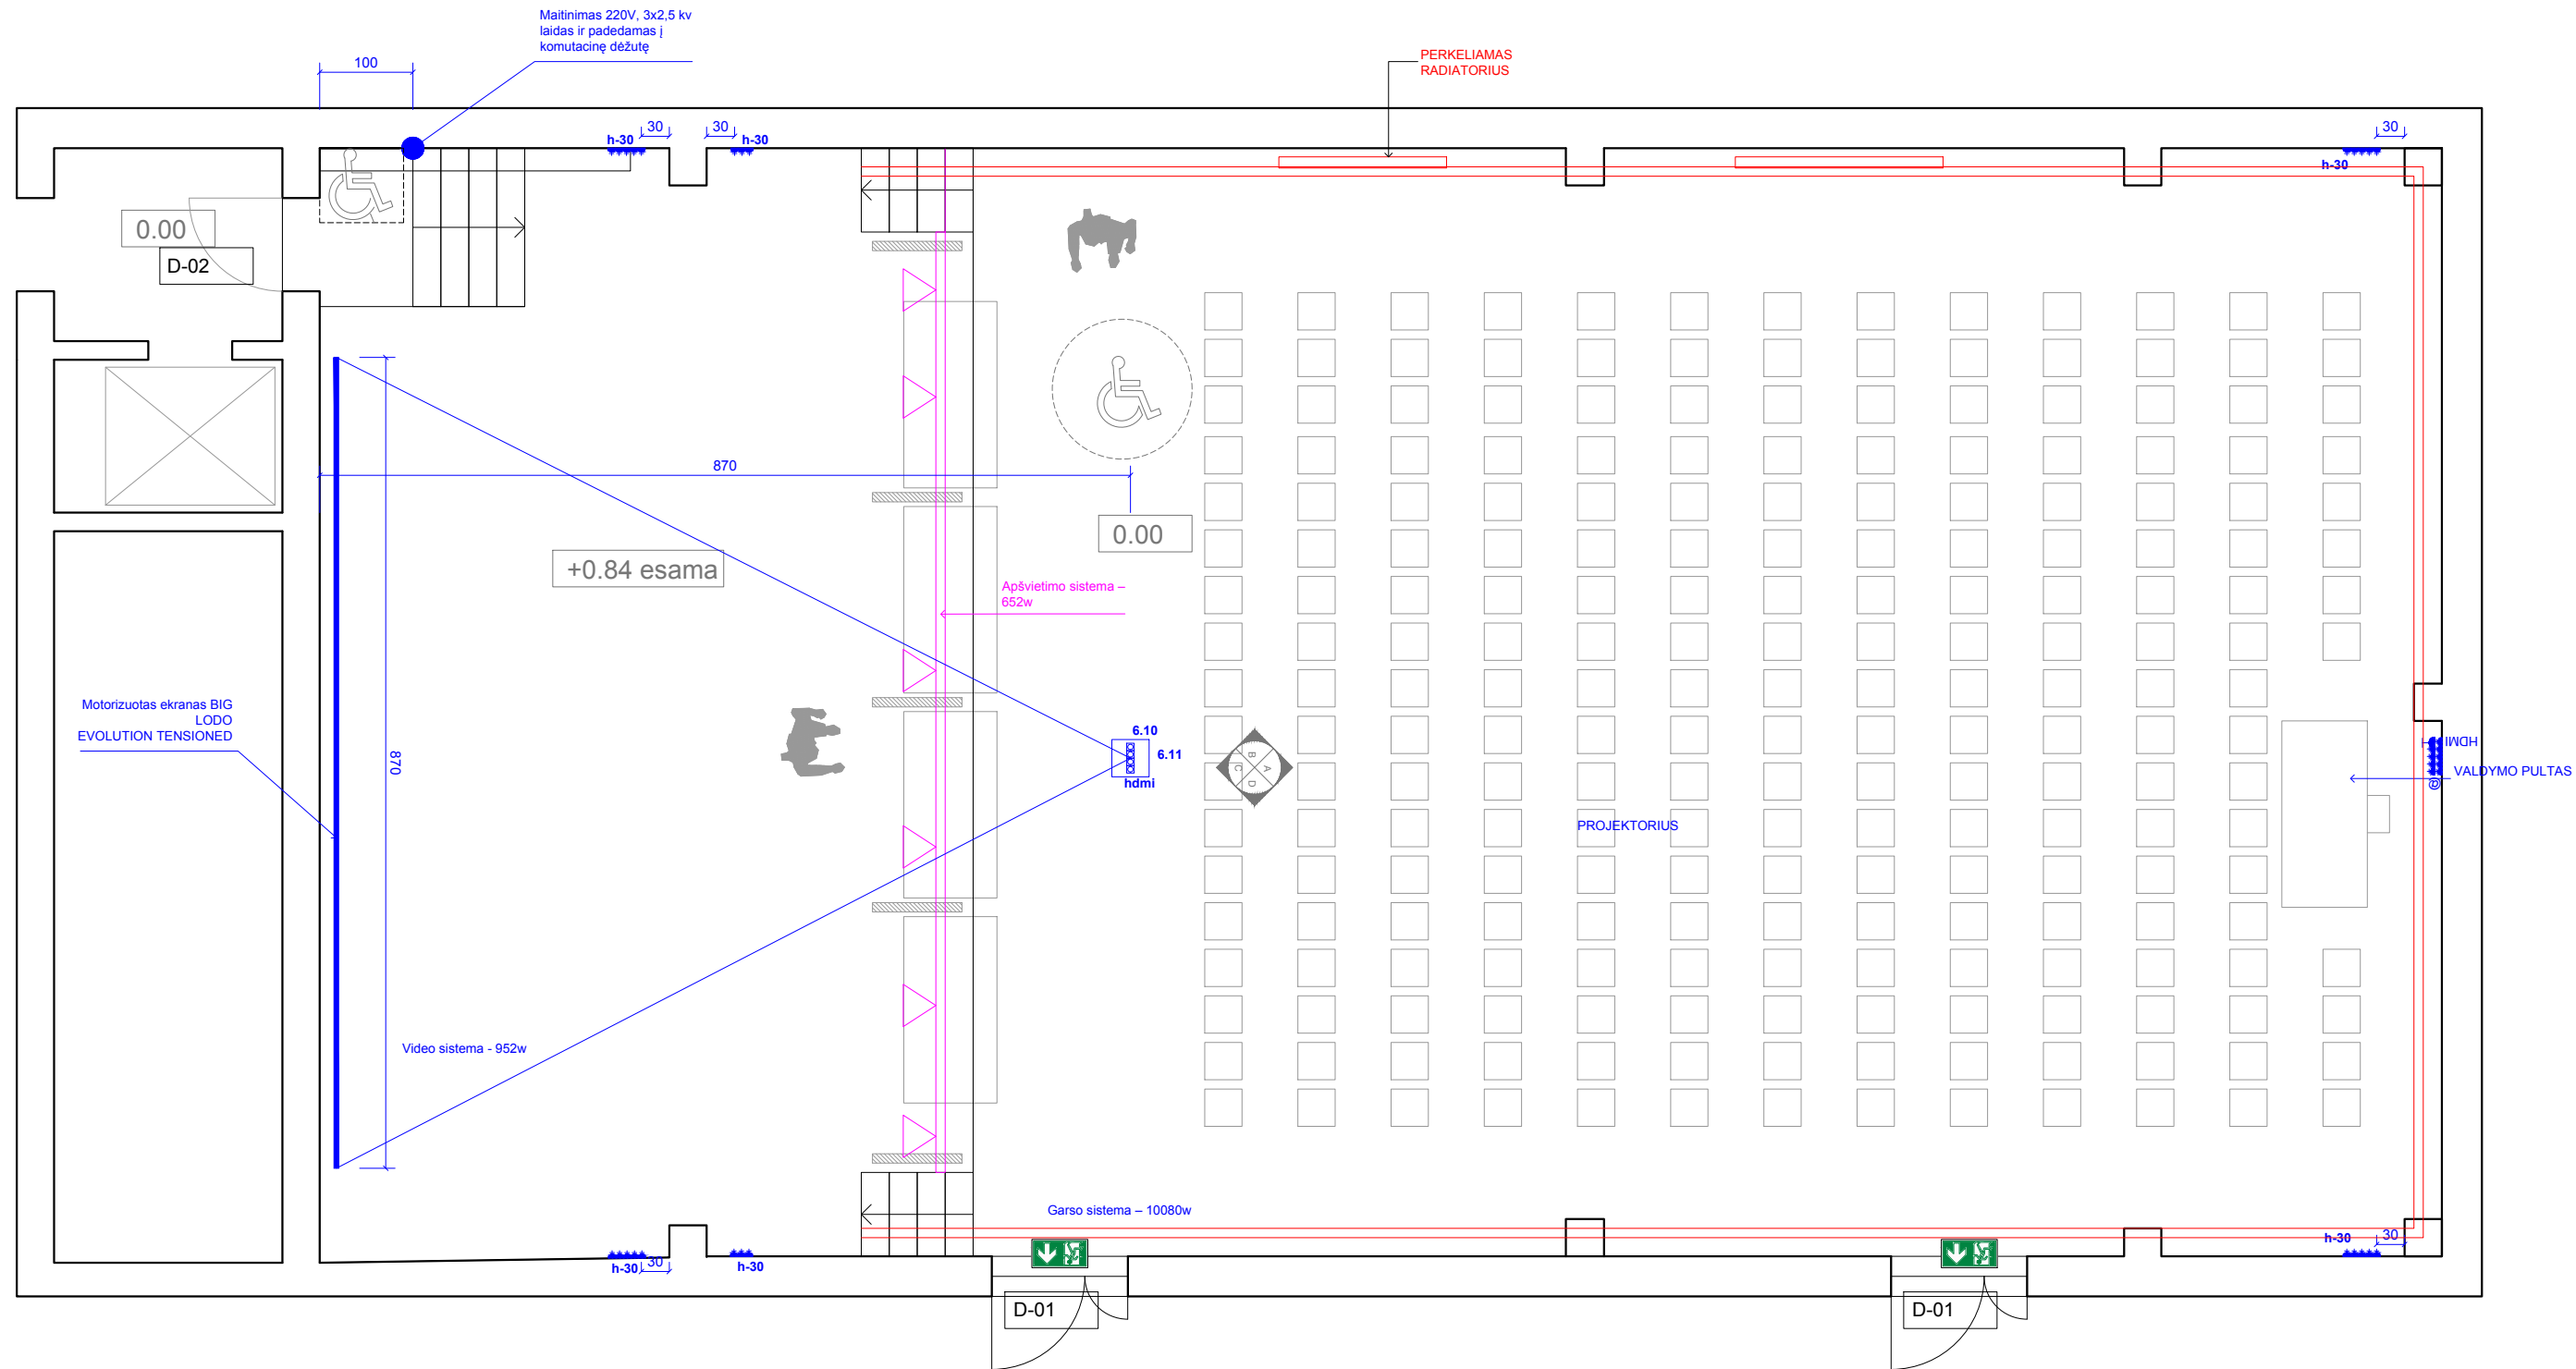 Maitinimas 220V, 3x2,5 kv
laidas ir padedamas į
komutacinę dėžutę
PERKELIAMAS
RADIATORIUS
100
30
30
30
h-30
h-30
h-30
0.00
D-02
870
0.00
+0.84 esama
Apšvietimo sistema –
652w
Motorizuotas ekranas BIG
LODO
EVOLUTION TENSIONED
870
6.10
6.11
hdmi
A
B
C
D
HDMI
@
VALDYMO PULTAS
PROJEKTORIUS
Video sistema - 952w
Garso sistema – 10080w
h-30
30
h-30
h-30
30
D-01
D-01